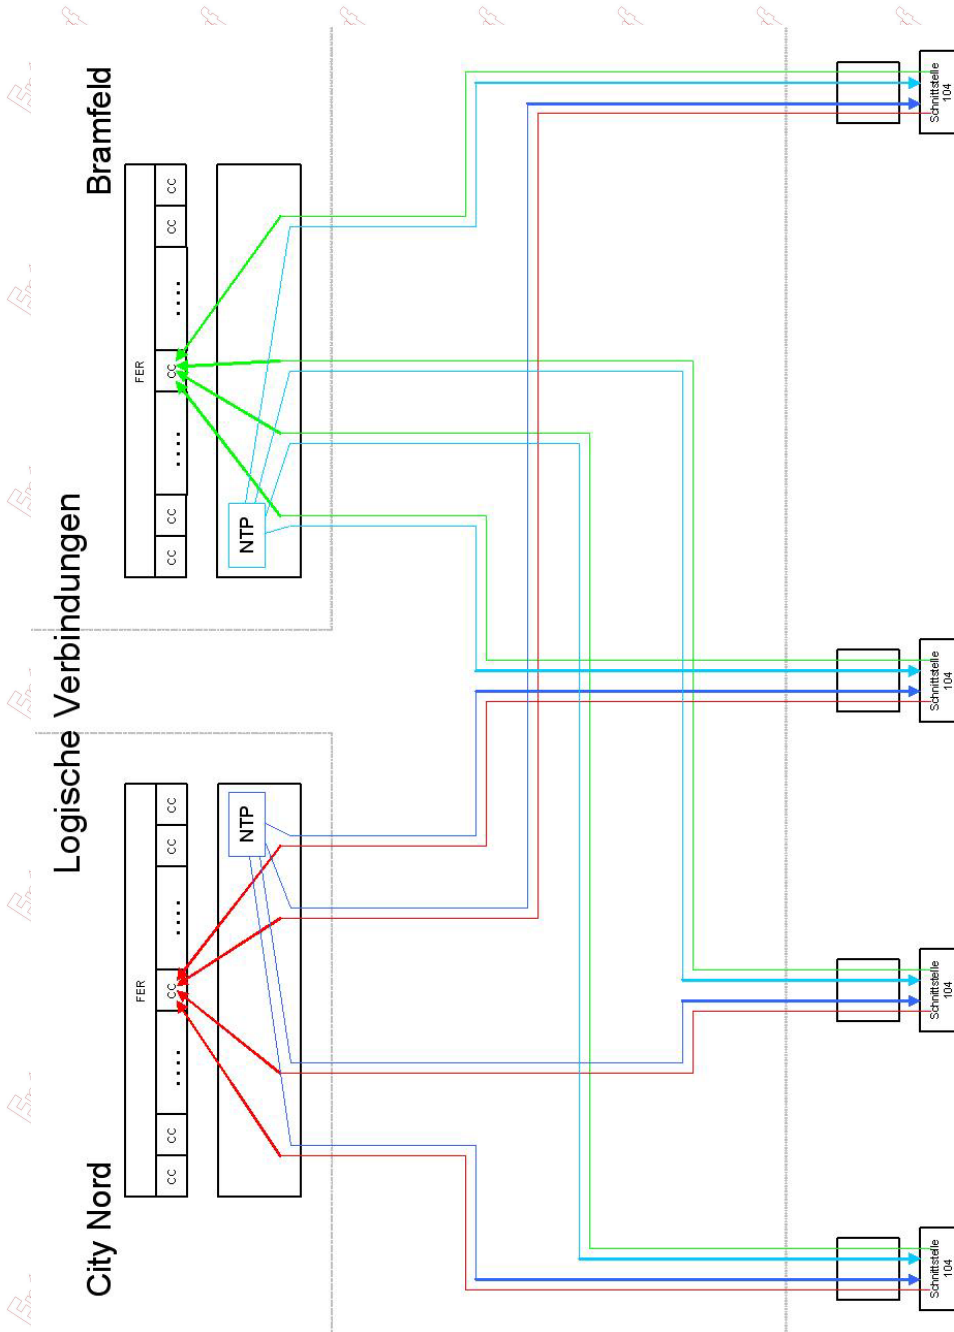 Logische Verbindungen
City Nord
Bramfeld
FER
CC
CC
....
CC
....
CC
CC
NTP
FER
CC
CC
....
CC
....
CC
CC
NTP
Schnittstelle
104
Schnittstelle
104
Schnittstelle
104
Schnittstelle
104